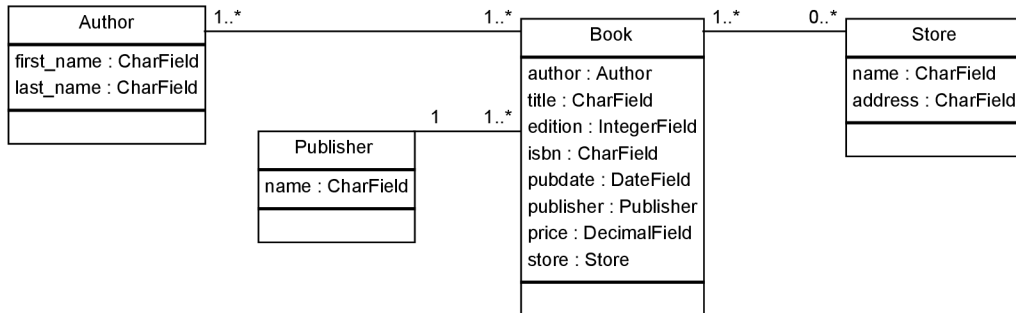 Author
first_name : CharField
last_name : CharField
1..*
1..*
Book
author : Author
title : CharField
edition : IntegerField
isbn : CharField
pubdate : DateField
publisher : Publisher
price : DecimalField
store : Store
1..*
0..*
Store
name : CharField
address : CharField
1
1..*
Publisher
name : CharField